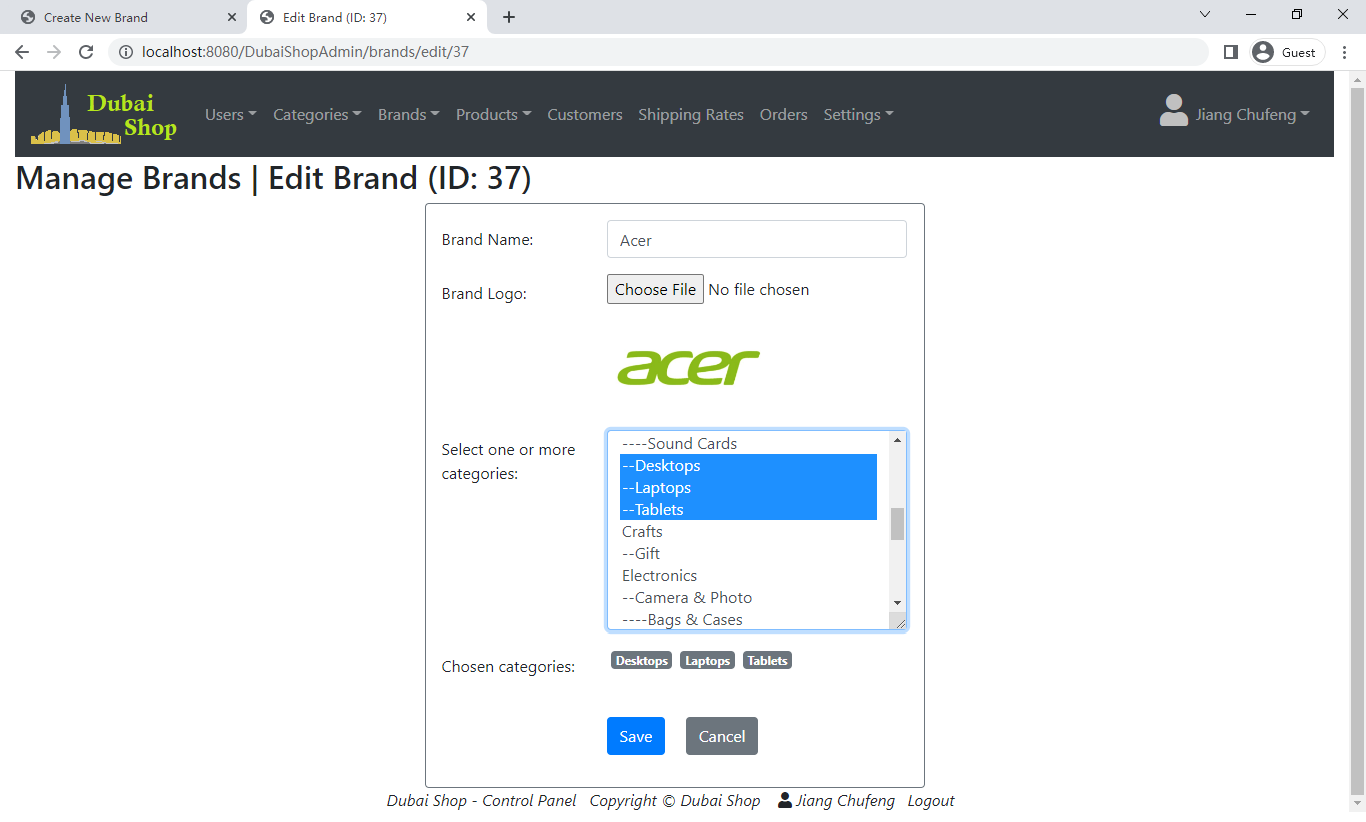 Create New Brand
Edit Brand (ID: 37)
localhost:8080/DubaiShopAdmin/brands/edit/37
Guest
Dubai
Shop
Users Categories Brands Products Customers Shipping Rates Orders Settings Jiang Chufeng
Manage Brands | Edit Brand (ID: 37)
Brand Name:
Acer
Brand Logo:
Choose File No file chosen
acer
Select one or more
categories:
----Sound Cards
--Desktops
--Laptops
--Tablets
Crafts
--Gift
Electronics
--Camera & Photo
----Bags & Cases
Chosen categories:
Desktops Laptops Tablets
Save Cancel
Dubai Shop - Control Panel Copyright © Dubai Shop Jiang Chufeng Logout